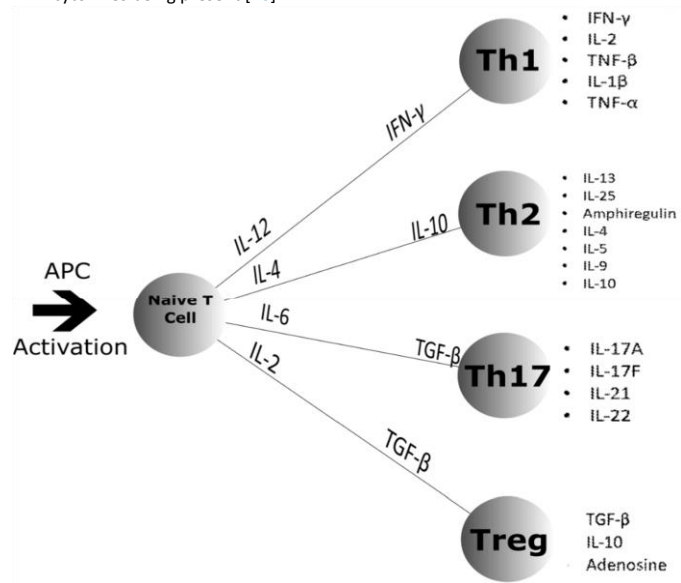 Th1
• IFN-γ
• IL-2
• TNF-β
• IL-1β
• TNF-α
IFN-γ
IL-12
Th2
• IL-13
• IL-25
• Amphiregulin
• IL-4
• IL-5
• IL-9
• IL-10
IL-10
IL-4
APC
Activation
Naive T
Cell
IL-6
TGF-β
Th17
• IL-17A
• IL-17F
• IL-21
• IL-22
IL-2
TGF-β
Treg
TGF-β
IL-10
Adenosine